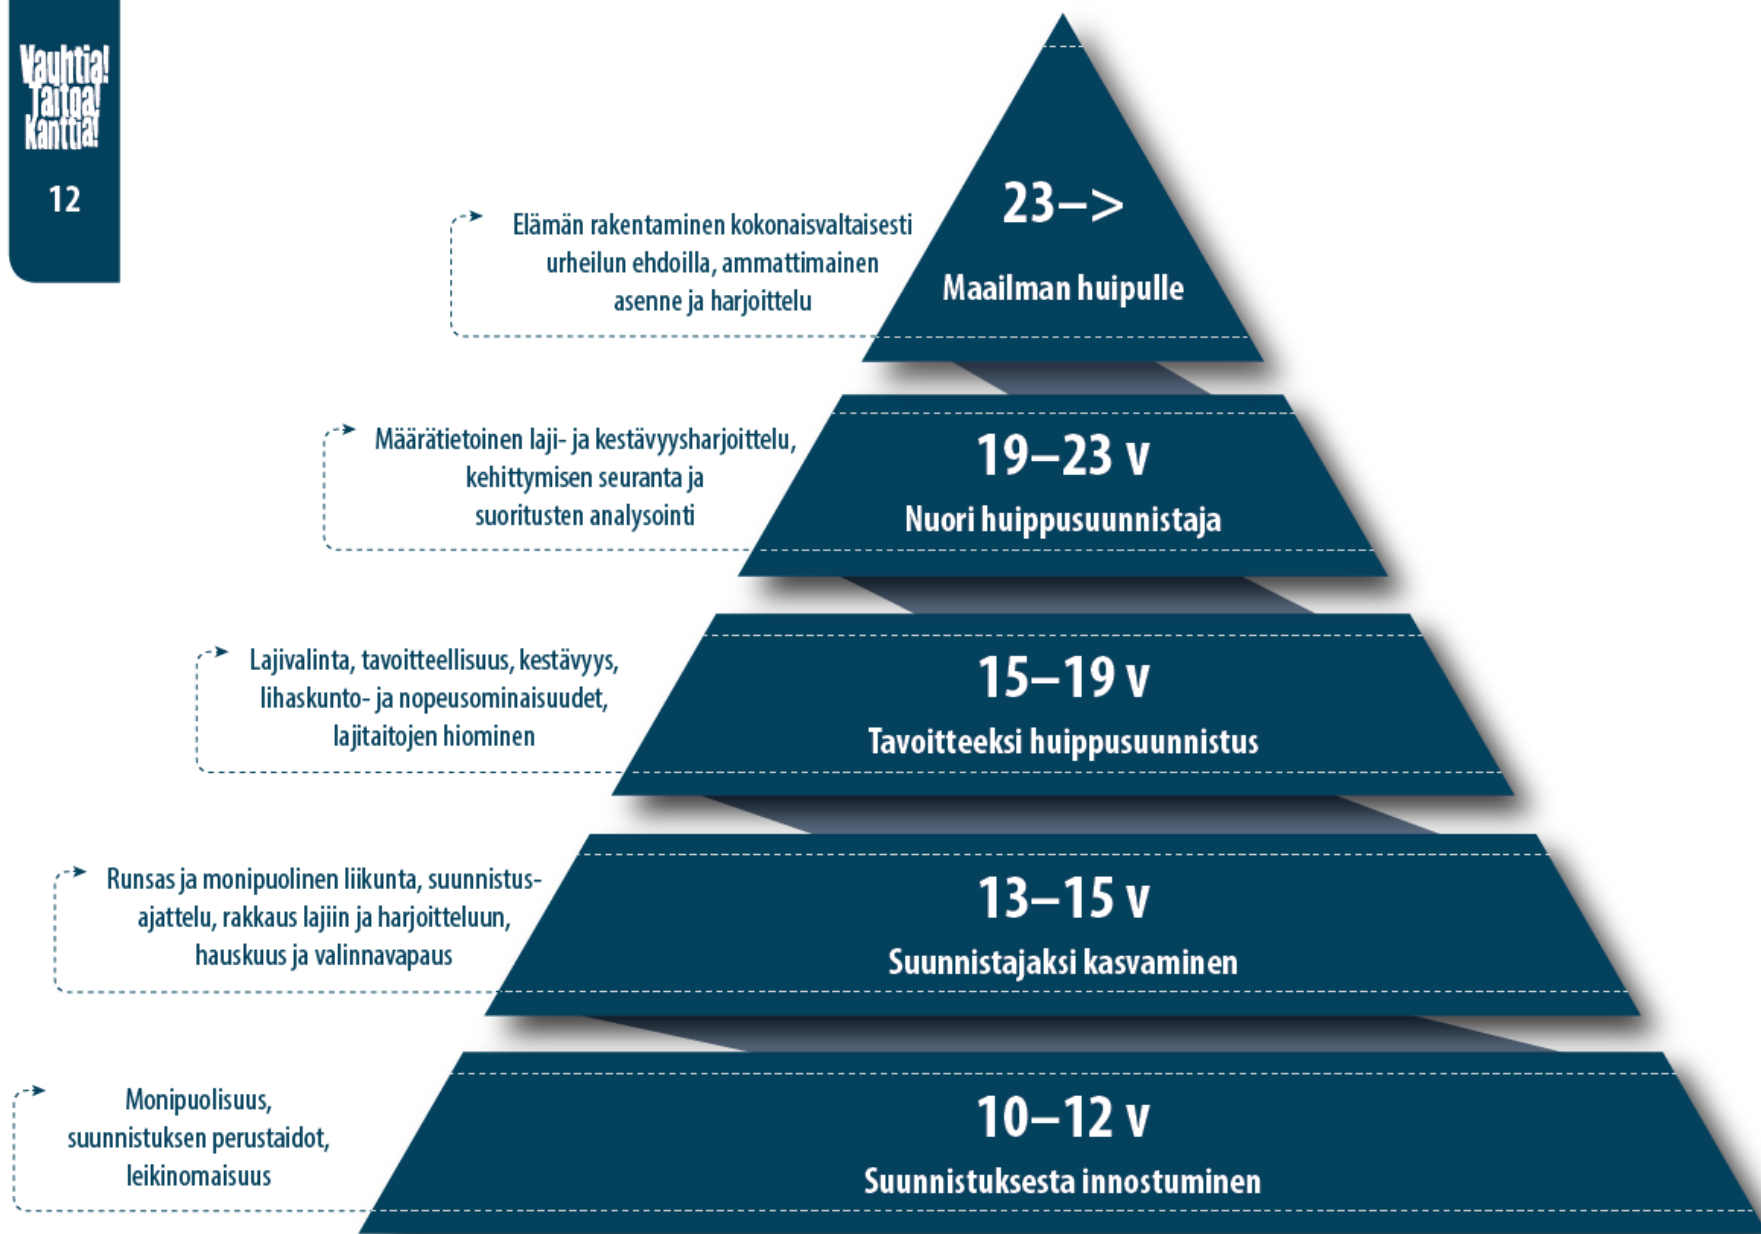 Vauhtia!
Taitoa!
Kanttia!
12
23–>
Maailman huipulle
Elämän rakentaminen kokonaisvaltaisesti
urheilun ehdoilla, ammattimainen
asenne ja harjoittelu
19–23 v
Nuori huippusuunnistaja
Määrätietoinen laji- ja kestävyysharjoittelu,
kehittymisen seuranta ja
suoritusten analysointi
15–19 v
Tavoitteeksi huippusuunnistus
Lajivalinta, tavoitteellisuus, kestävyys,
lihaskunto- ja nopeusominaisuudet,
lajitaitojen hiominen
13–15 v
Suunnistajaksi kasvaminen
Runsas ja monipuolinen liikunta, suunnistus-
ajattelu, rakkaus lajiin ja harjoitteluun,
hauskuus ja valinnavapaus
10–12 v
Suunnistuksesta innostuminen
Monipuolisuus,
suunnistuksen perustaidot,
leikinomaisuus